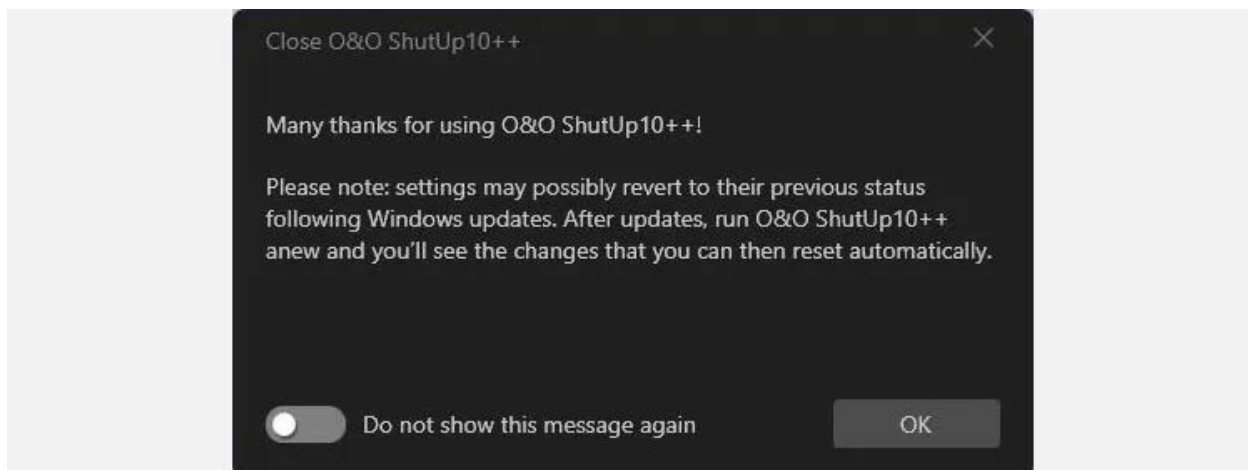 Close O&O ShutUp10++
Many thanks for using O&O ShutUp10++!
Please note: settings may possibly revert to their previous status
following Windows updates. After updates, run O&O ShutUp10++
anew and you'll see the changes that you can then reset automatically.
Do not show this message again
OK